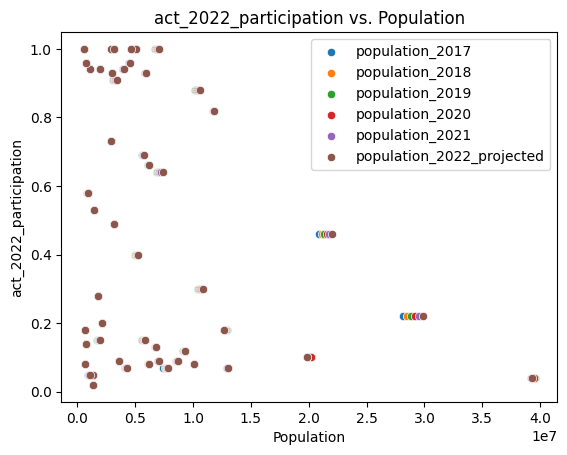 act_2022_participation vs. Population
population_2017
population_2018
population_2019
population_2020
population_2021
population_2022_projected
act_2022_participation
1.0
0.8
0.6
0.4
0.2
0.0
0.0 0.5 1.0 1.5 2.0 2.5 3.0 3.5 4.0
1e7
Population